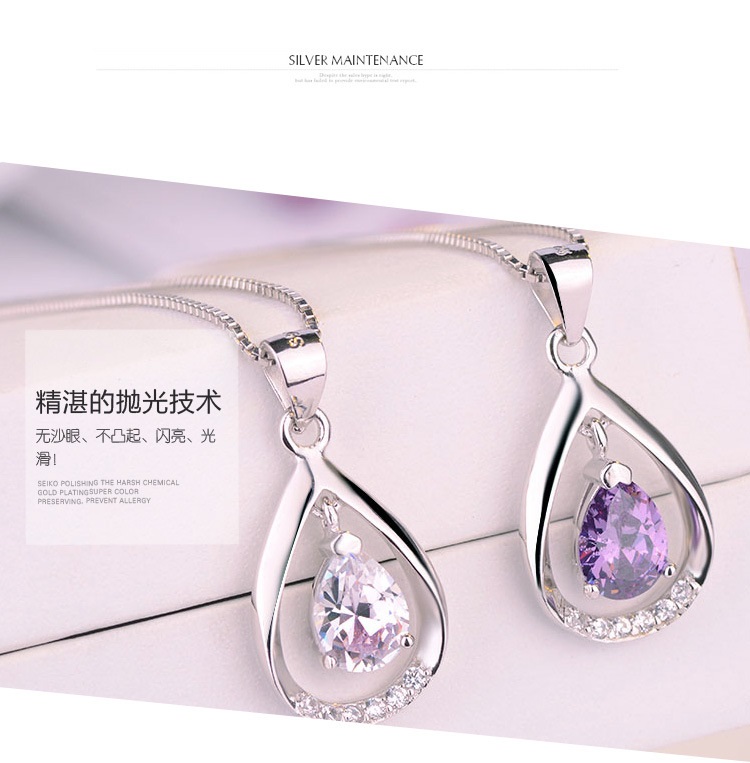 SILVER MAINTENANCE
精湛的抛光技术
无沙眼、不凸起、闪亮、光
滑!
SEIKO POLISHING THE HARSH CHEMICAL
GOLD PLATINGSUPER COLOR
PRESERVING, PREVENT ALLERGY